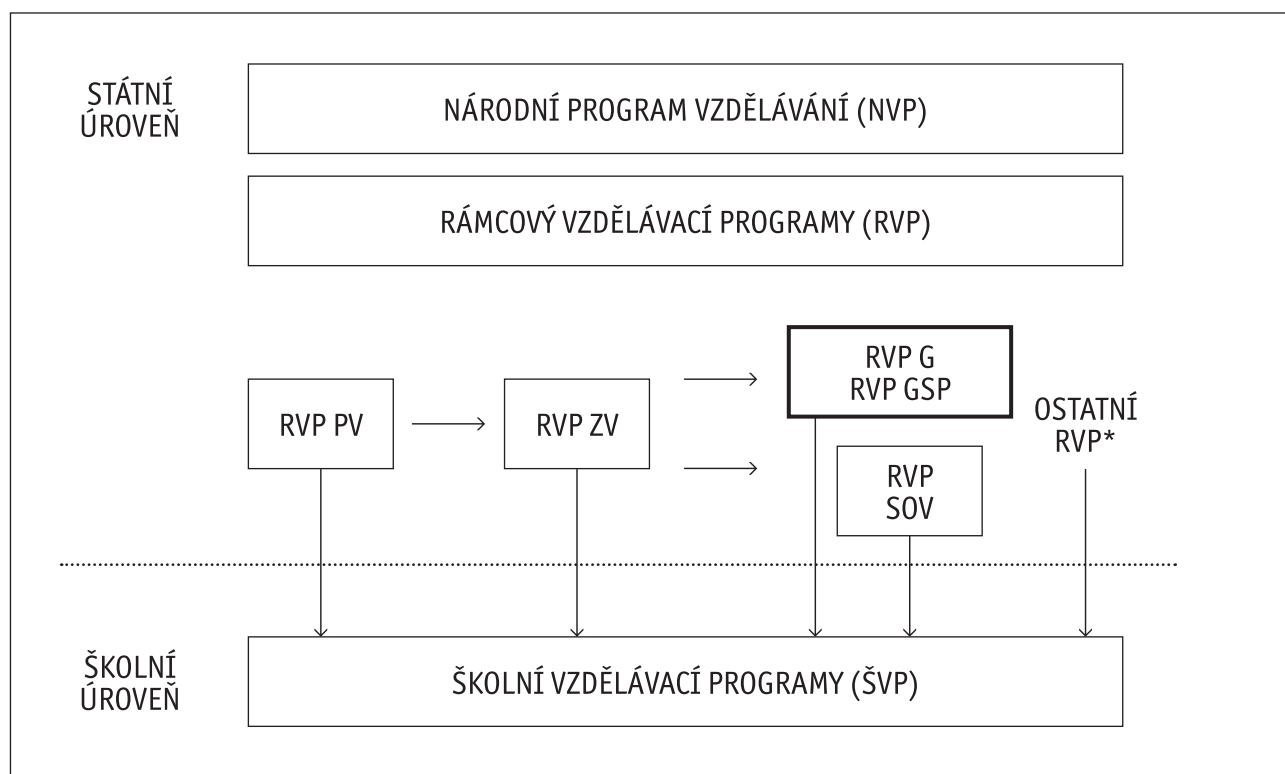 STÁTNÍ
ÚROVEŇ
NÁRODNÍ PROGRAM VZDĚLÁVÁNÍ (NVP)
RÁMCOVÝ VZDĚLÁVACÍ PROGRAMY (RVP)
RVP PV
RVP ZV
RVP G
RVP GSP
RVP
SOV
OSTATNÍ
RVP*
ŠKOLNÍ
ÚROVEŇ
ŠKOLNÍ VZDĚLÁVACÍ PROGRAMY (ŠVP)